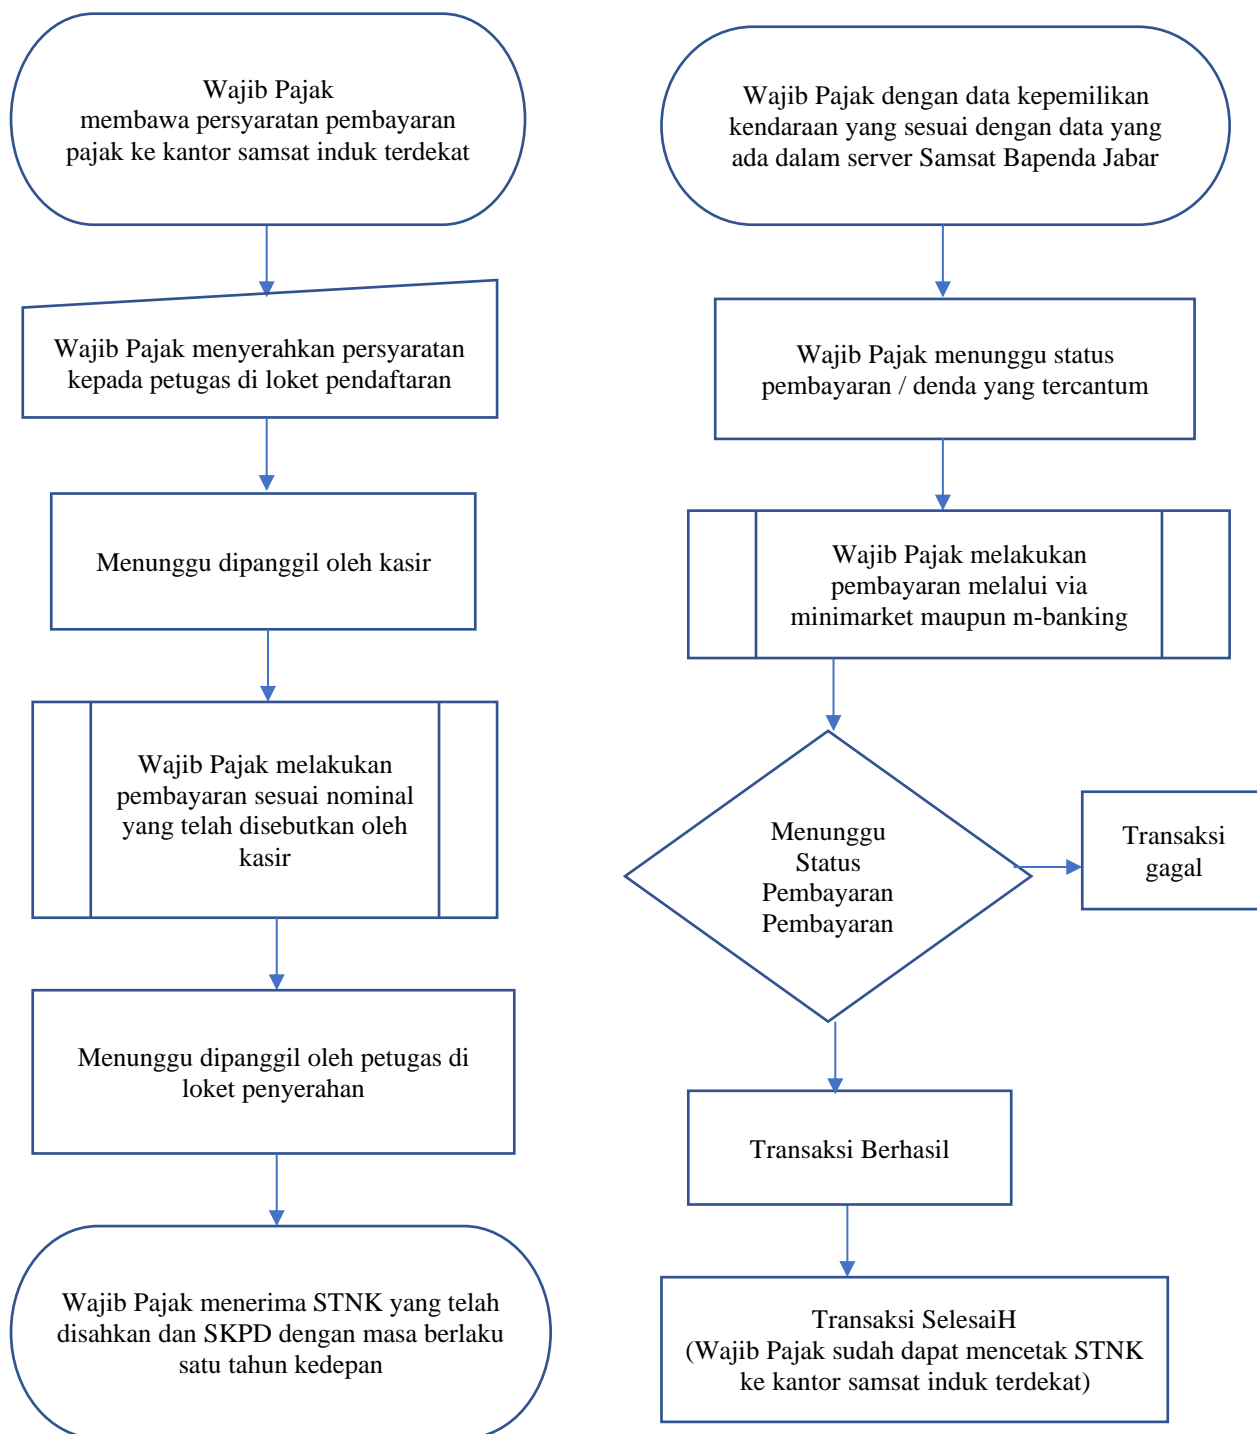 Wajib Pajak
membawa persyaratan pembayaran
pajak ke kantor samsat induk terdekat
Wajib Pajak menyerahkan persyaratan
kepada petugas di loket pendaftaran
Menunggu dipanggil oleh kasir
Wajib Pajak melakukan
pembayaran sesuai nominal
yang telah disebutkan oleh
kasir
Menunggu dipanggil oleh petugas di
loket penyerahan
Wajib Pajak menerima STNK yang telah
disahkan dan SKPD dengan masa berlaku
satu tahun kedepan
Wajib Pajak dengan data kepemilikan
kendaraan yang sesuai dengan data yang
ada dalam server Samsat Bapenda Jabar
Wajib Pajak menunggu status
pembayaran / denda yang tercantum
Wajib Pajak melakukan
pembayaran melalui via
minimarket maupun m-banking
Menunggu
Status
Pembayaran
Pembayaran
Transaksi
gagal
Transaksi Berhasil
Transaksi SelesaiH
(Wajib Pajak sudah dapat mencetak STNK
ke kantor samsat induk terdekat)